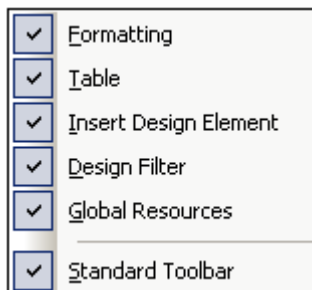 Formatting
Table
Insert Design Element
Design Filter
Global Resources
Standard Toolbar